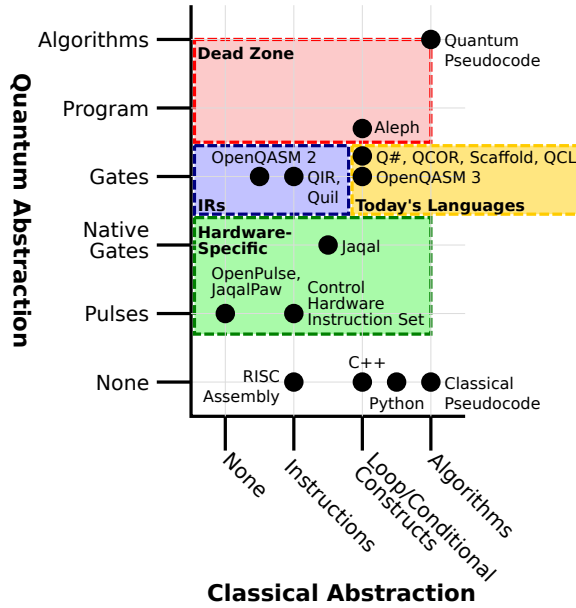 Quantum Abstraction
Algorithms
Program
Gates
Native
Gates
Pulses
None
Dead Zone
Quantum
Pseudocode
Aleph
OpenQASM 2
Q#, QCOR, Scaffold, QCL
QIR,
Quil
OpenQASM 3
IRs
Today's Languages
Hardware-
Specific
Jaqal
OpenPulse,
JaqalPaw
Control
Hardware
Instruction Set
RISC
Assembly
C++
Python
Classical
Pseudocode
None
Instructions
Loop/Conditional
Constructs
Algorithms
Classical Abstraction